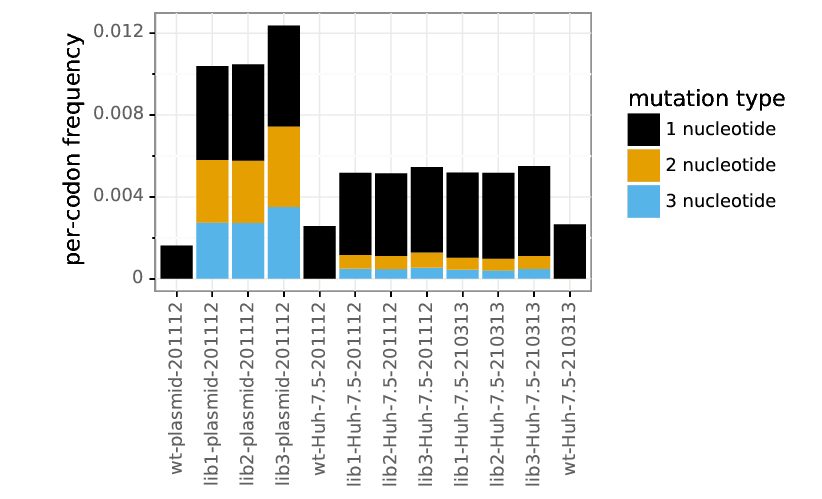 per-codon frequency
0.012
0.008
0.004
0
wt-plasmid-201112
lib1-plasmid-201112
lib2-plasmid-201112
lib3-plasmid-201112
wt-Huh-7.5-201112
lib1-Huh-7.5-201112
lib2-Huh-7.5-201112
lib3-Huh-7.5-201112
lib1-Huh-7.5-210313
lib2-Huh-7.5-210313
lib3-Huh-7.5-210313
wt-Huh-7.5-210313
mutation type
1 nucleotide
2 nucleotide
3 nucleotide